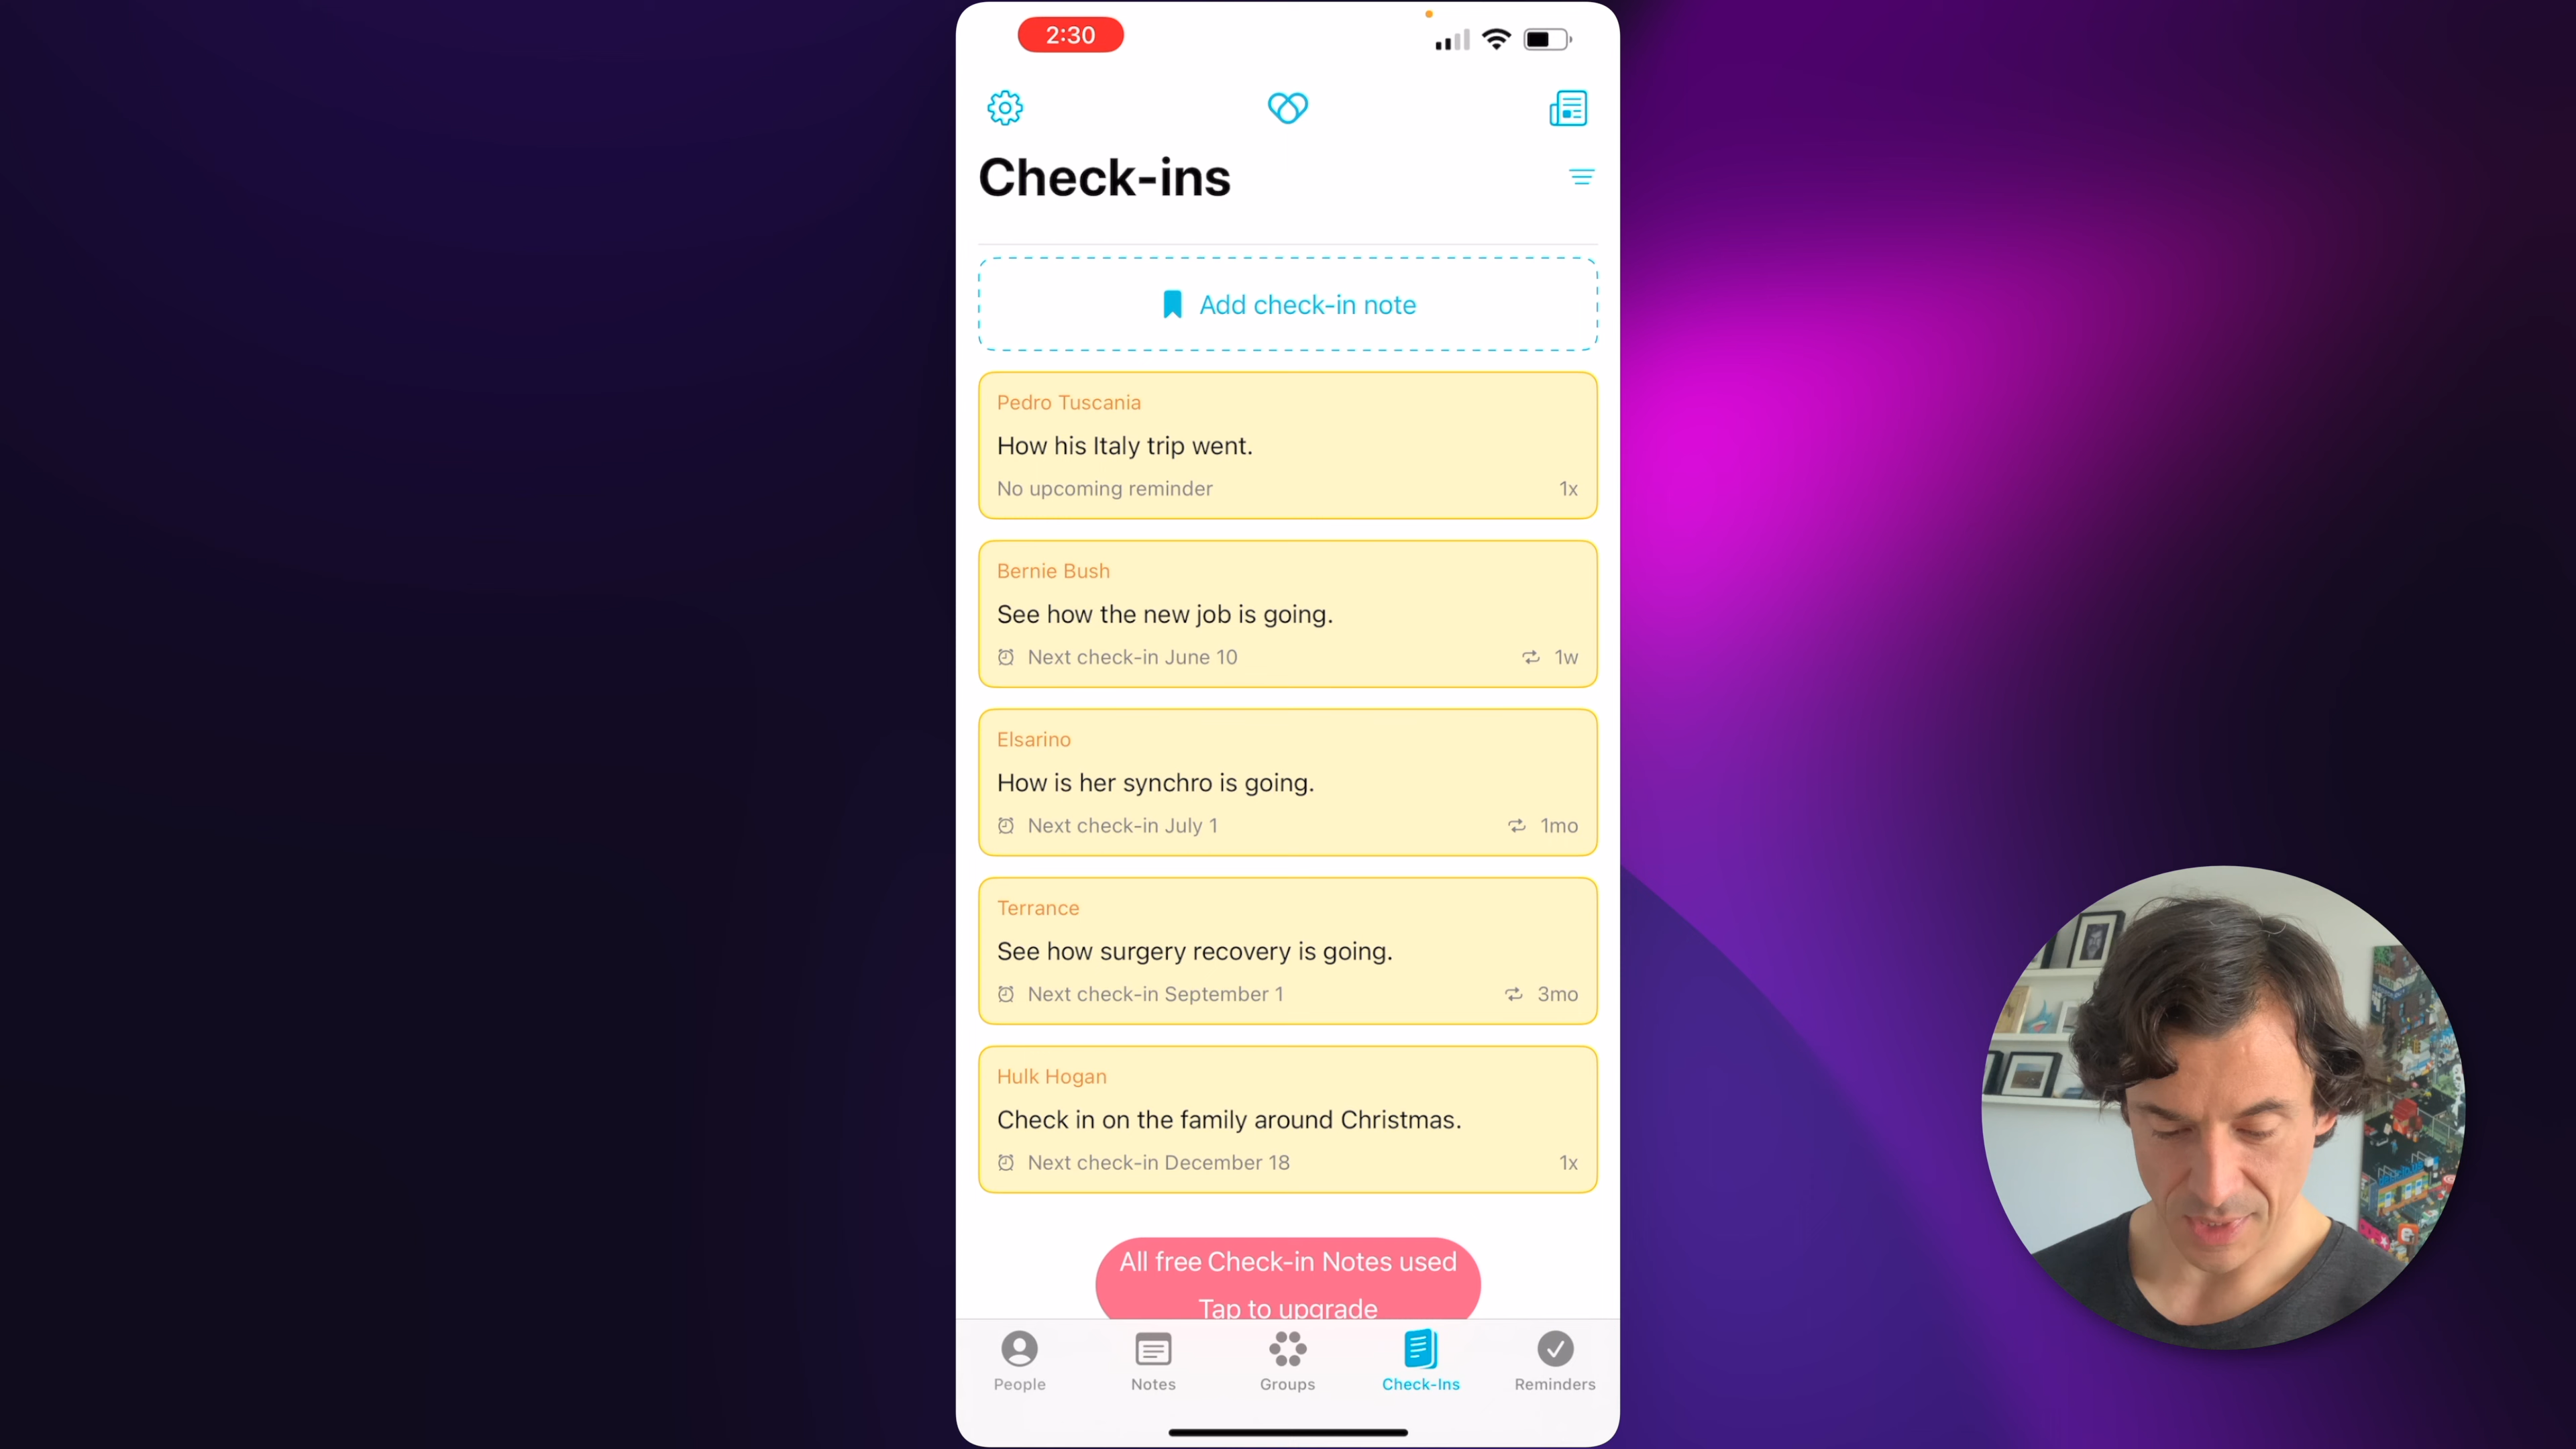 2:30
Check-ins
Add check-in note
Pedro Tuscania
How his Italy trip went.
No upcoming reminder 1x
Bernie Bush
See how the new job is going.
Next check-in June 10 1w
Elsarino
How is her synchro is going.
Next check-in July 1 1mo
Terrance
See how surgery recovery is going.
Next check-in September 1 3mo
Hulk Hogan
Check in on the family around Christmas.
Next check-in December 18 1x
All free Check-in Notes used
Tap to upgrade
People Notes Groups Check-Ins Reminders